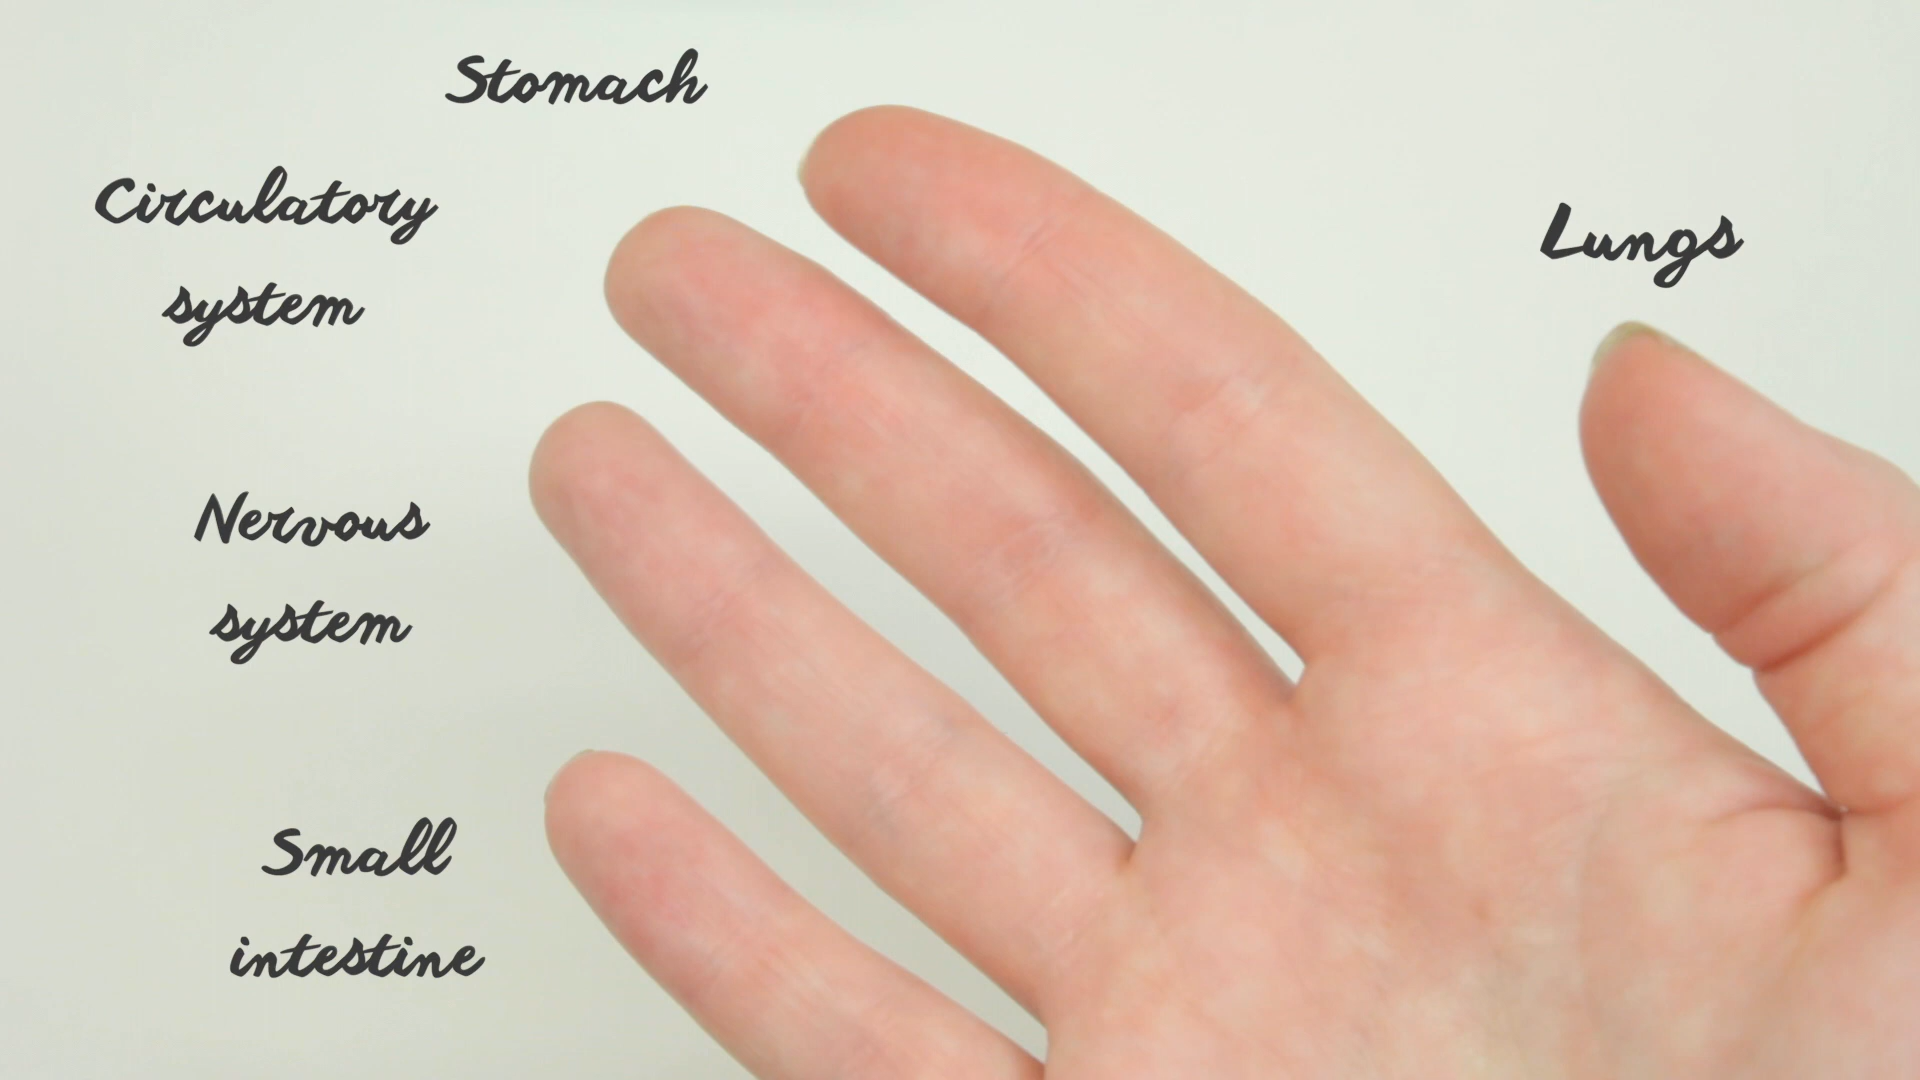 Stomach
Circulatory
system
Lungs
Nervous
system
Small
intestine